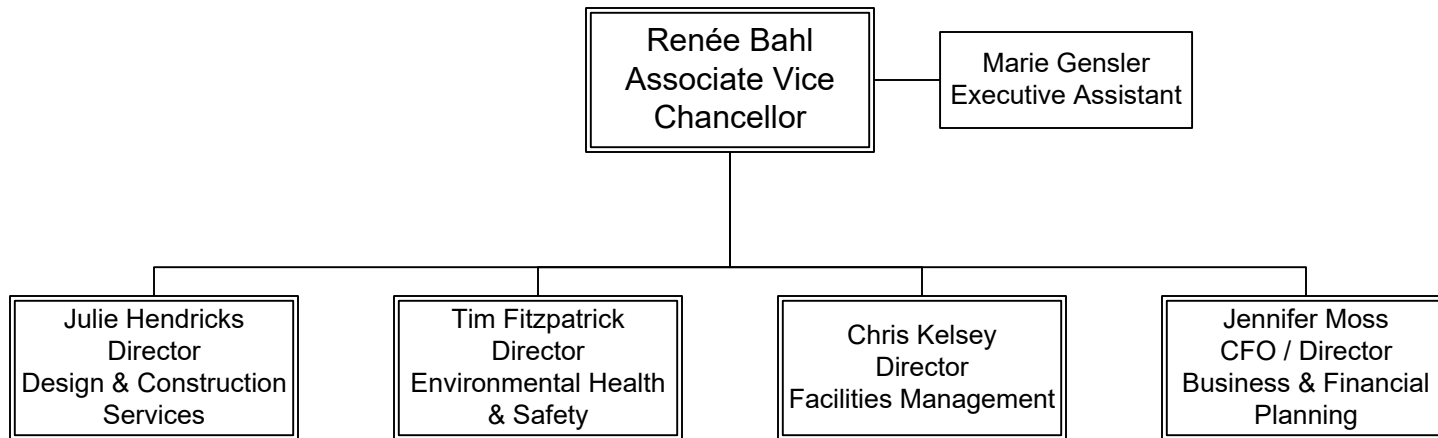 Renée Bahl
Associate Vice
Chancellor
Marie Gensler
Executive Assistant
Julie Hendricks
Director
Design & Construction
Services
Tim Fitzpatrick
Director
Environmental Health
& Safety
Chris Kelsey
Director
Facilities Management
Jennifer Moss
CFO / Director
Business & Financial
Planning